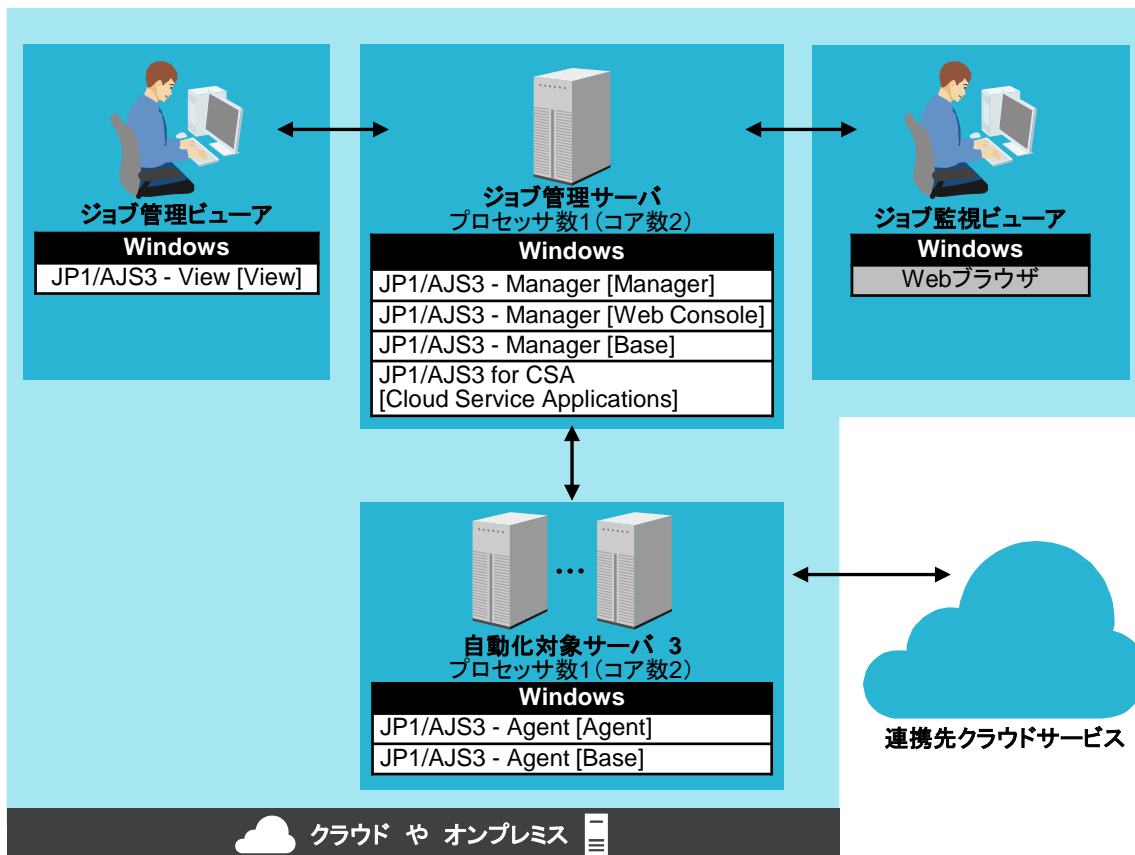 ジョブ管理ビューア
Windows
JP1/AJS3 - View [View]
ジョブ管理サーバ
プロセッサ数1(コア数2)
Windows
JP1/AJS3 - Manager [Manager]
JP1/AJS3 - Manager [Web Console]
JP1/AJS3 - Manager [Base]
JP1/AJS3 for CSA
[Cloud Service Applications]
ジョブ監視ビューア
Windows
Webブラウザ
…
自動化対象サーバ 3
プロセッサ数1(コア数2)
Windows
JP1/AJS3 - Agent [Agent]
JP1/AJS3 - Agent [Base]
連携先クラウドサービス
クラウド や オンプレミス